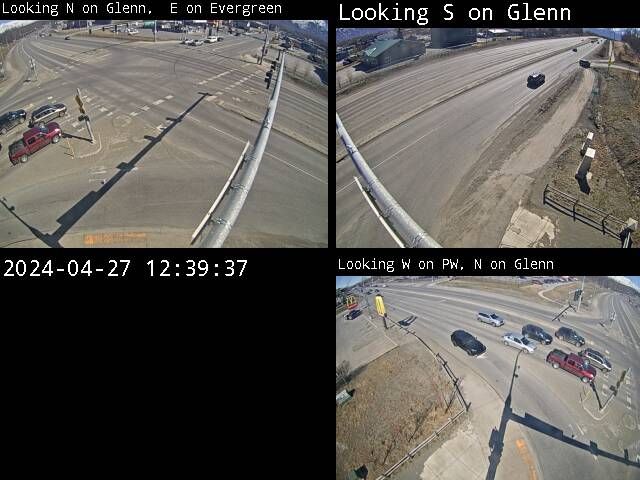 Looking N on Glenn, E on Evergreen
Looking S on Glenn
2024-04-27 12:39:37
Looking W on PW, N on Glenn